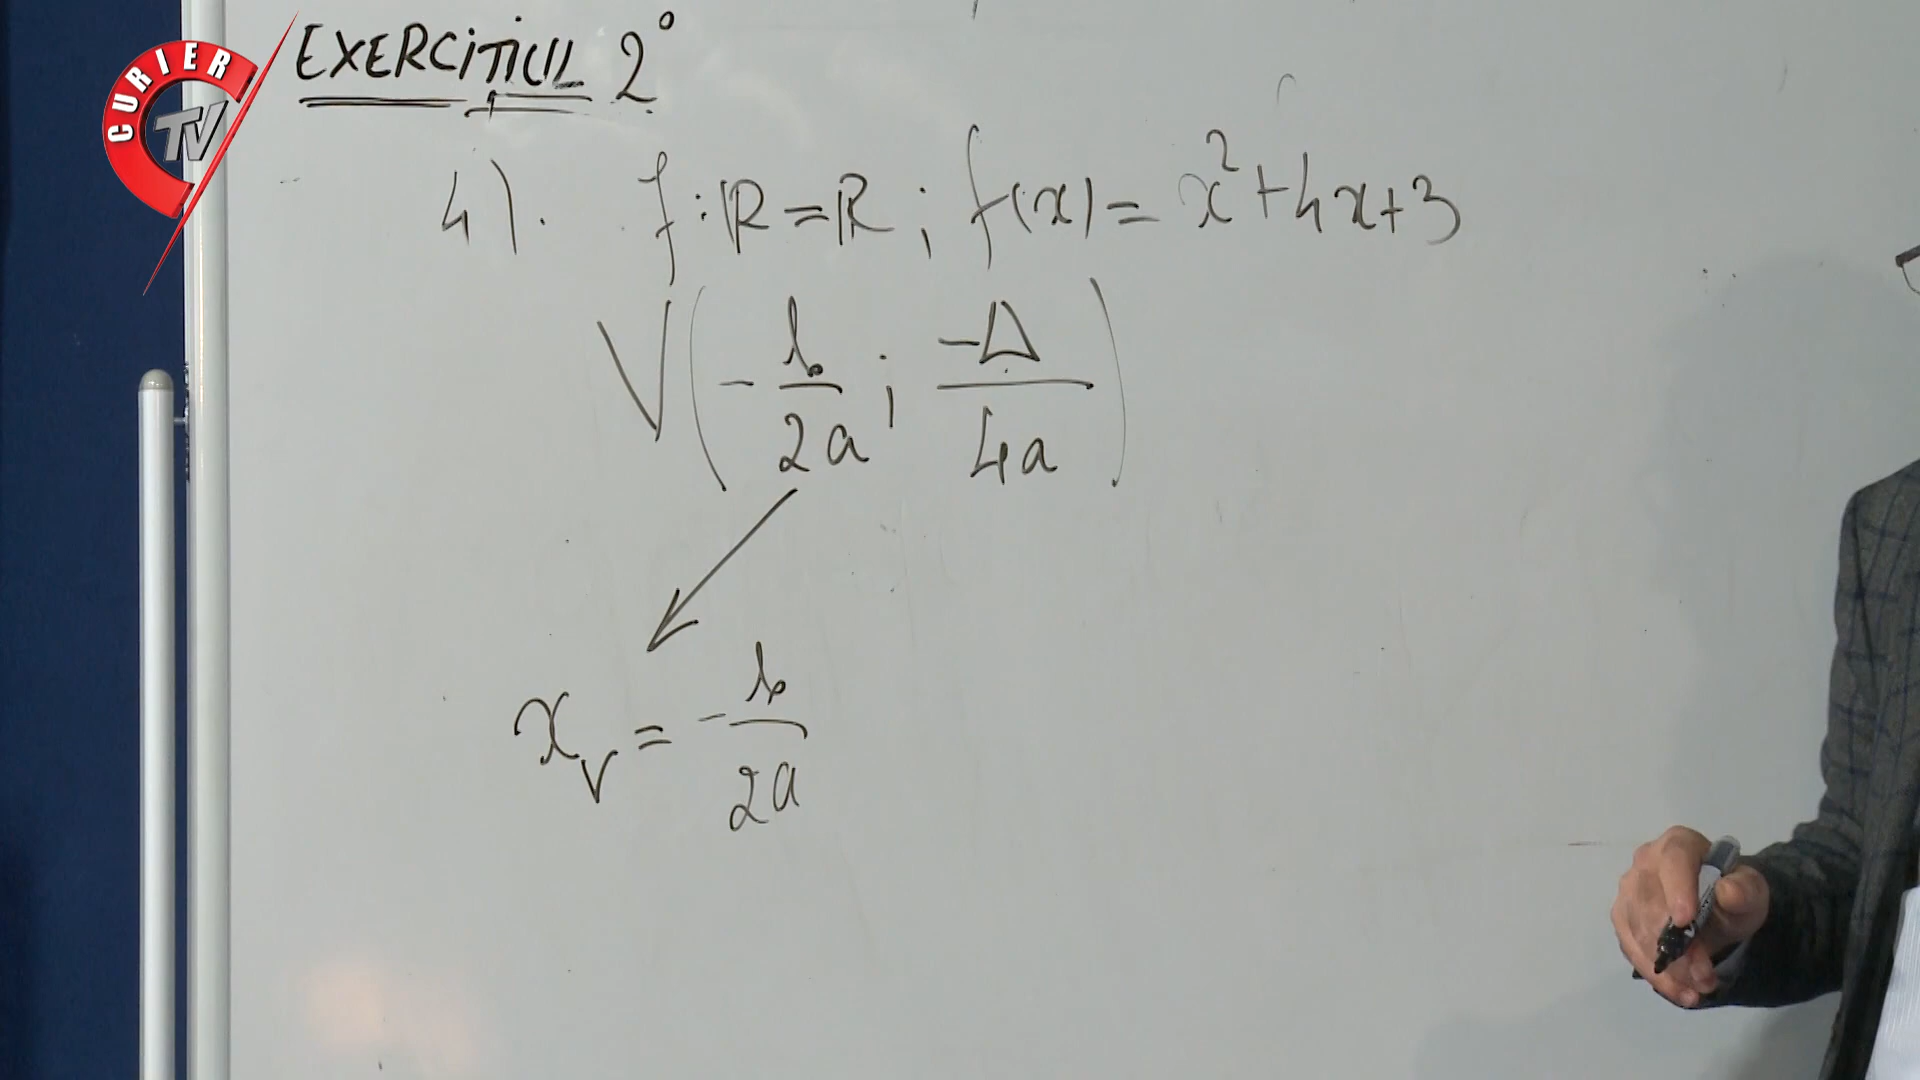 CURIER TV
EXERCIȚIUL 2°
4). f:ℝ=ℝ; f(x)=x²+4x+3
V(-b/2a; -Δ/4a)
x_V = -b/2a